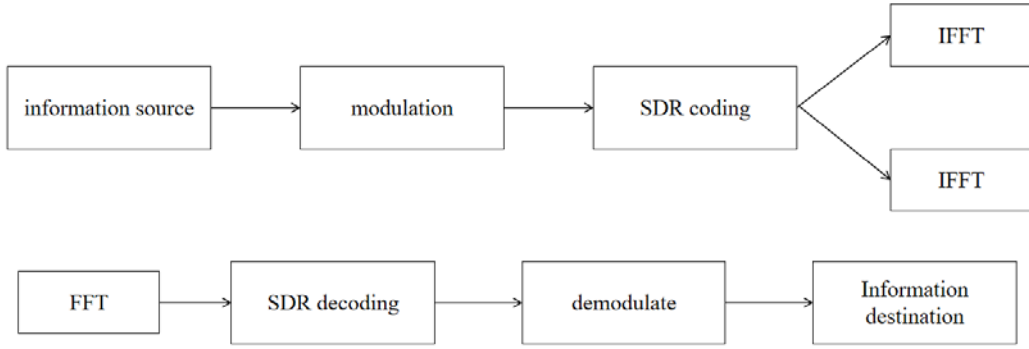 IFFT
information source
modulation
SDR coding
IFFT
FFT
SDR decoding
demodulate
Information
destination